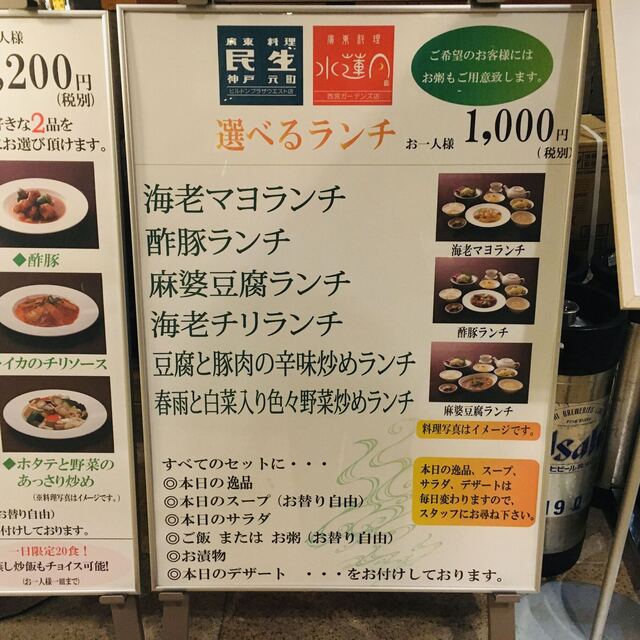 人様
,200円
(税別)
きな2品を
お選び頂けます。
◆酢豚
イカのチリソース
◆ホタテと野菜の
あっさり炒め
(※料理写真はイメージです。)
お替り自由)
付けしております。
一日限定20食!
蒸し炒飯もチョイス可能!
(お一人様一皿まで)
廣東料理
民生
神戸元町
ヒルトンプラザウエスト店
廣東料理
水蓮月
西宮ガーデンズ店
ご希望のお客様には
お粥もご用意致します。
選べるランチ お一人様 1,000円
(税別)
海老マヨランチ
酢豚ランチ
麻婆豆腐ランチ
海老チリランチ
豆腐と豚肉の辛味炒めランチ
春雨と白菜入り色々野菜炒めランチ
海老マヨランチ
酢豚ランチ
麻婆豆腐ランチ
料理写真はイメージです。
すべてのセットに・・・
◎本日の逸品
◎本日のスープ(お替り自由)
◎本日のサラダ
◎ご飯 または お粥(お替り自由)
◎お漬物
◎本日のデザート ・・・をお付けしております。
本日の逸品、スープ、
サラダ、デザートは
毎日変わりますので、
スタッフにお尋ね下さい。
Asa
ビール
19